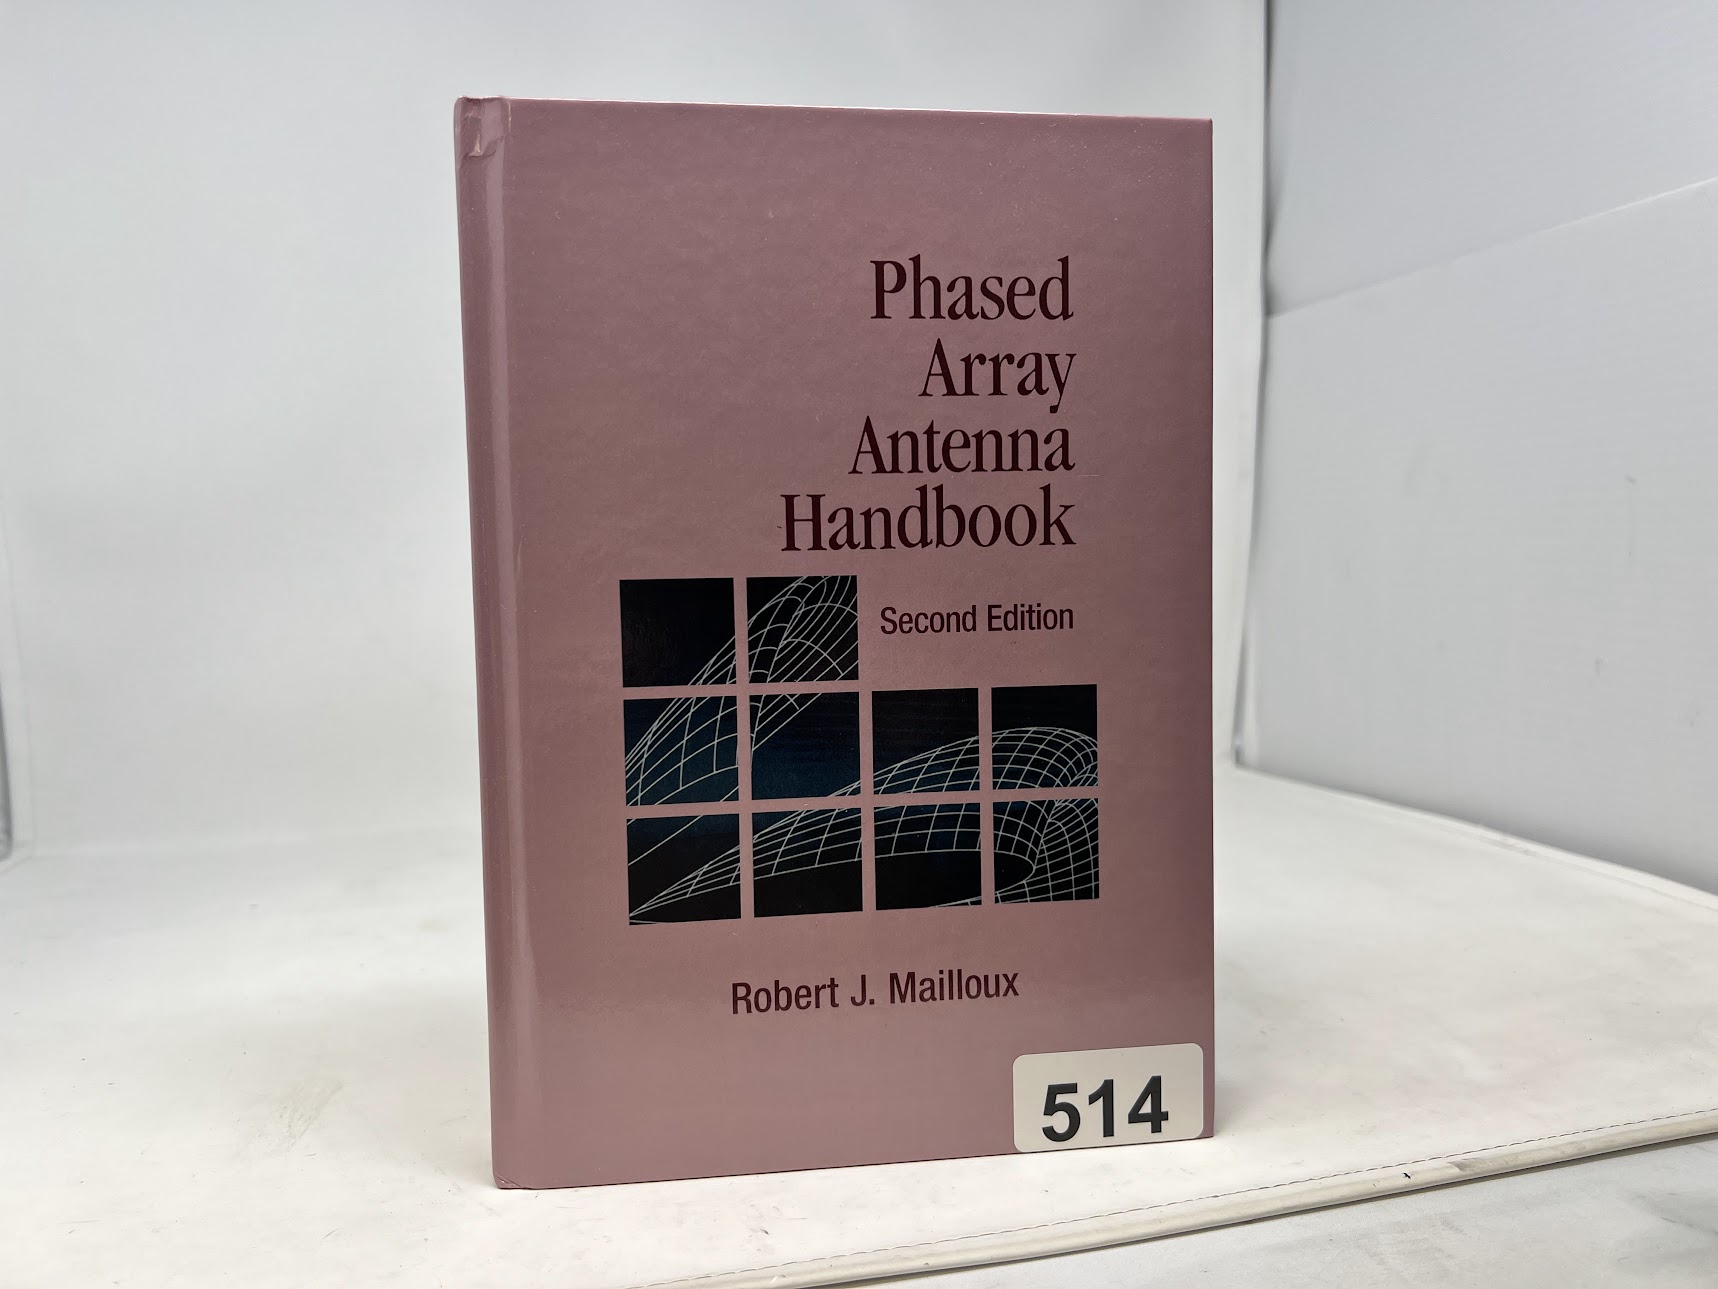 Phased
Array
Antenna
Handbook
Second Edition
Robert J. Mailloux
514